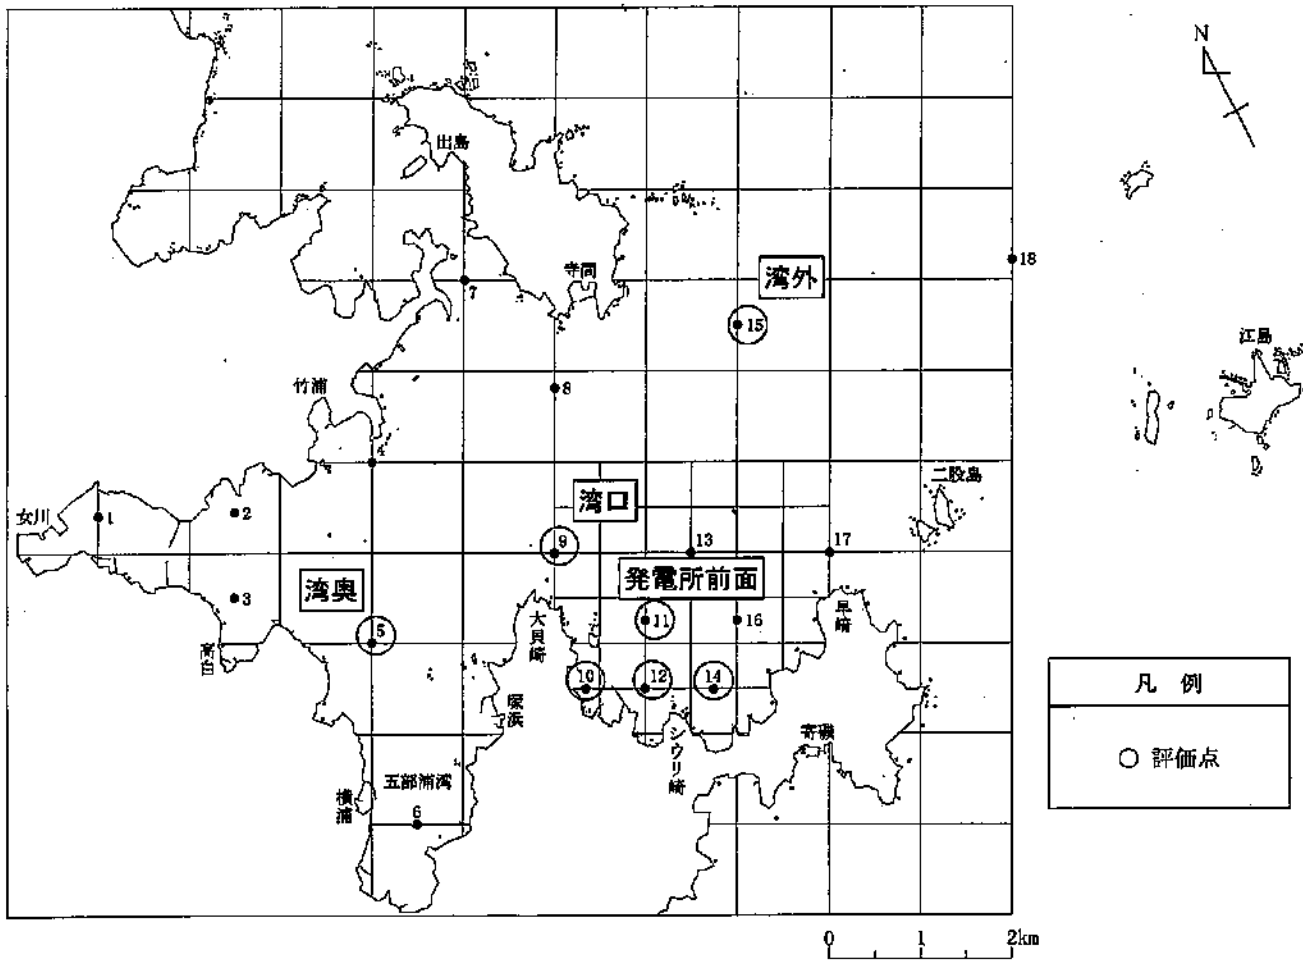 N
出島
寺間
7
湾外
18
15
江島
竹浦
8
4
二股島
湾口
女川
1
2
9
13
17
発電所前面
湾奥
3
大貝崎
11
16
早崎
5
高白
10
12
14
塚浜
シウリ崎
寄磯
凡 例
評価点
五部浦湾
横浦
6
0 1 2km